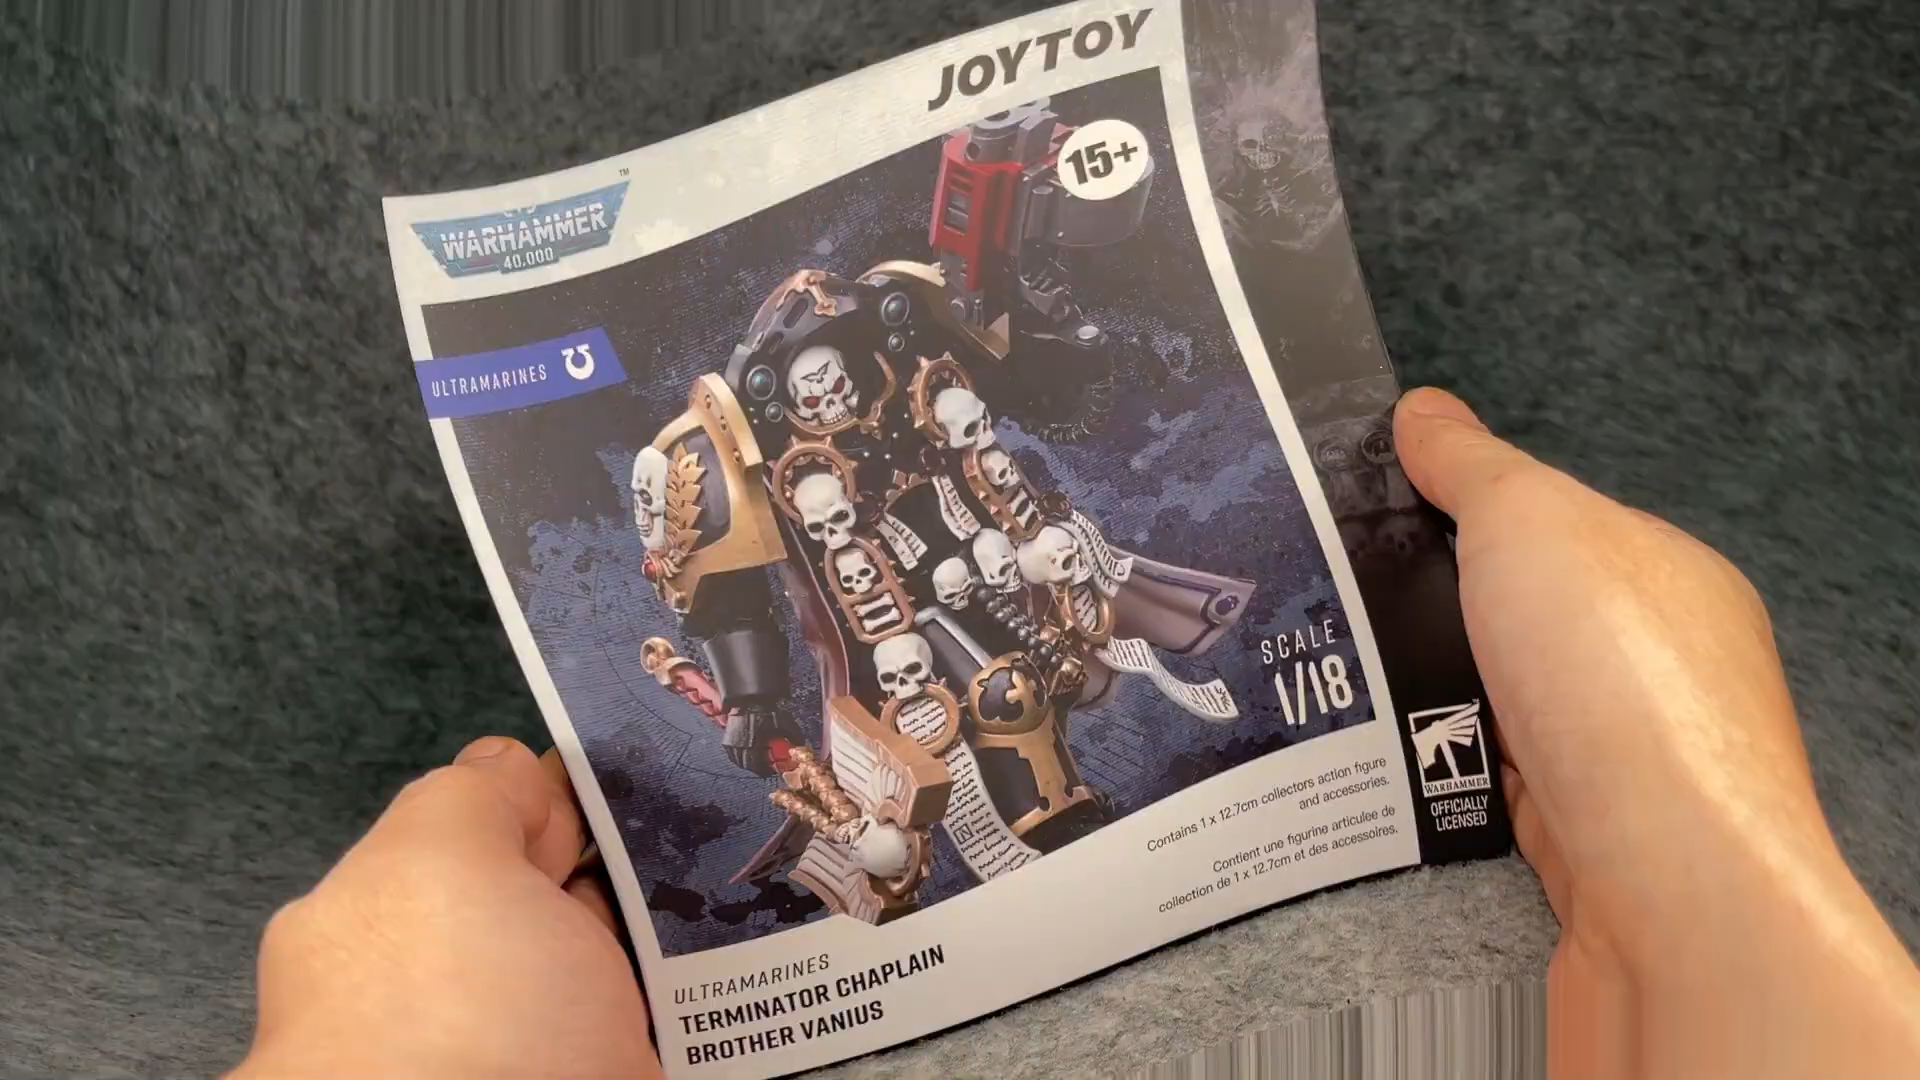 JOYTOY
15+
TM
WARHAMMER
40,000
ULTRAMARINES
SCALE
1/18
Contains 1 x 12.7cm collectors action figure
and accessories.
Contient une figurine articulee de
collection de 1 x 12.7cm et des accessoires.
WARHAMMER
OFFICIALLY
LICENSED
ULTRAMARINES
TERMINATOR CHAPLAIN
BROTHER VANIUS